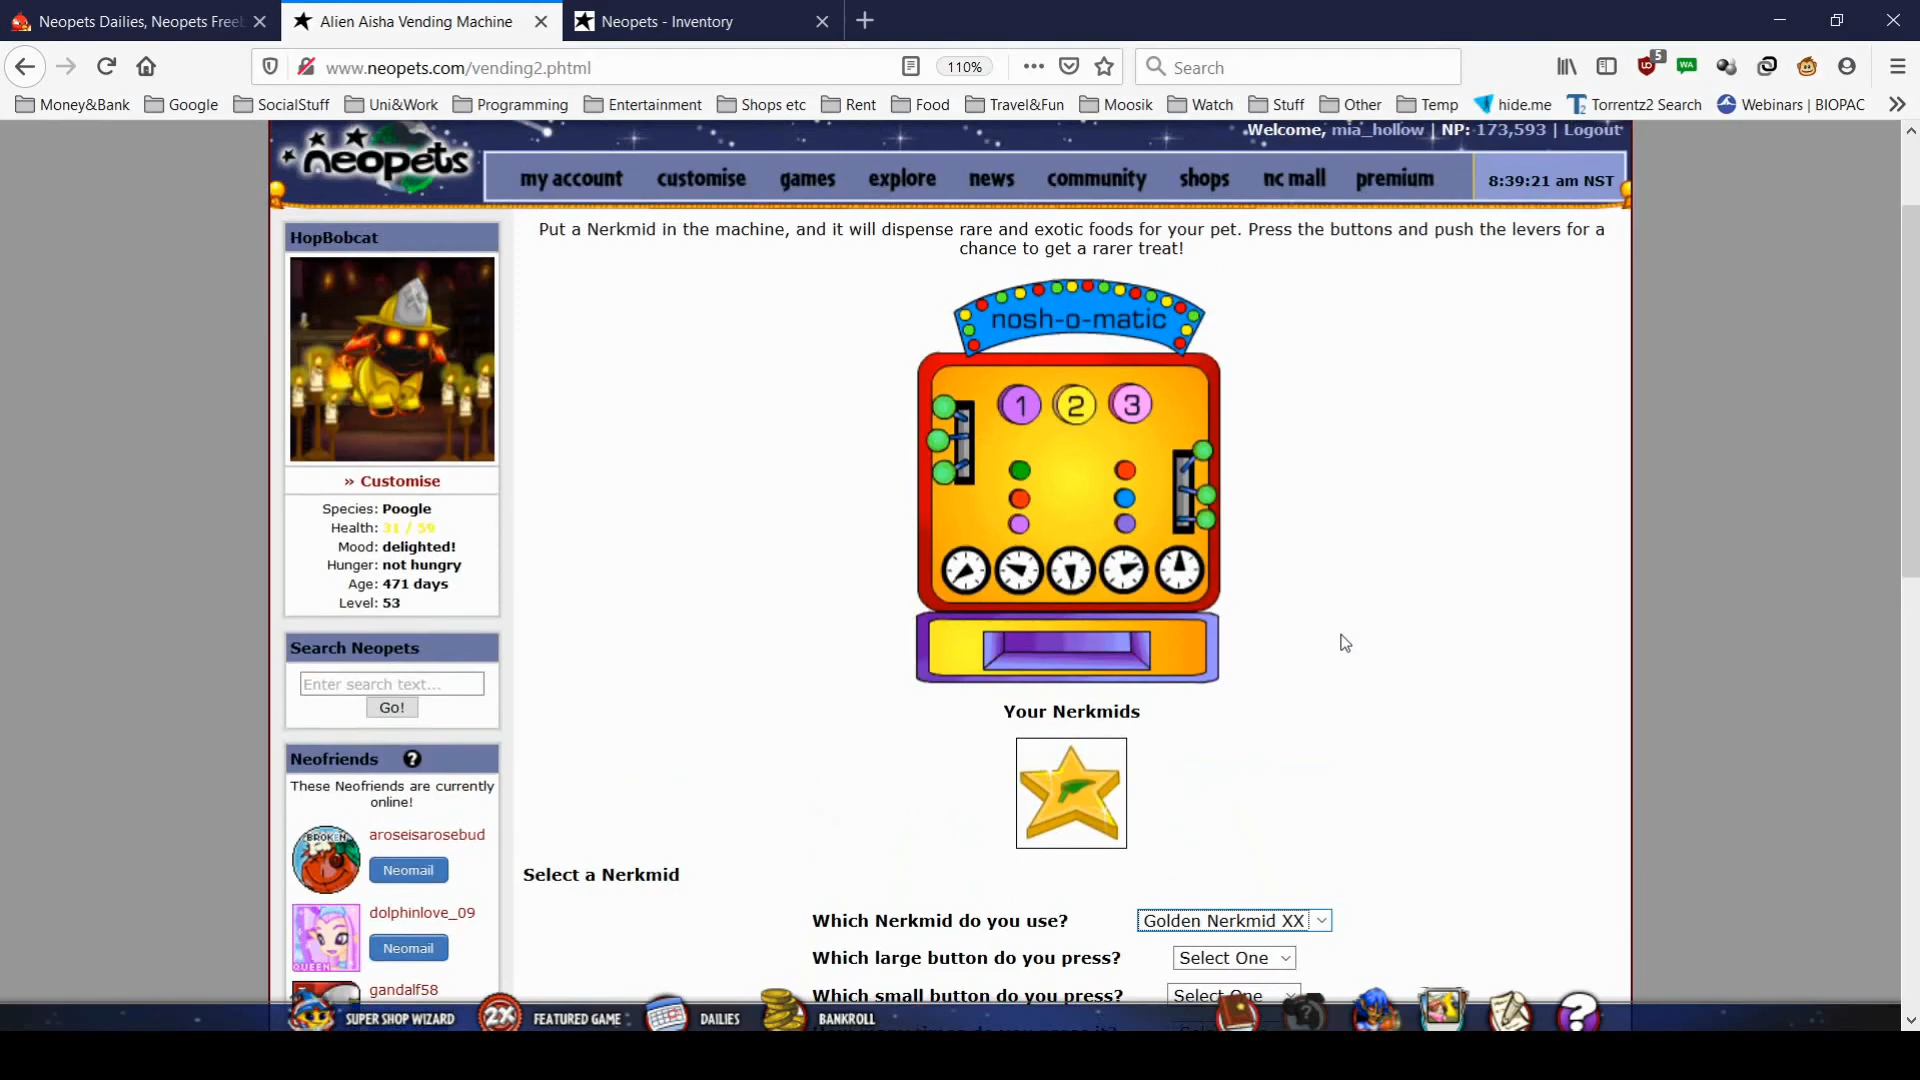 Neopets Dailies, Neopets Freeb
Alien Aisha Vending Machine
Neopets - Inventory
www.neopets.com/vending2.phtml
110%
Search
5
WA
Money&Bank
Google
SocialStuff
Uni&Work
Programming
Entertainment
Shops etc
Rent
Food
Travel&Fun
Moosik
Watch
Stuff
Other
Temp
hide.me
Torrentz2 Search
Webinars | BIOPAC
neopets
Welcome, mia_hollow | NP: 173,593 | Logout
my account
customise
games
explore
news
community
shops
nc mall
premium
8:39:21 am NST
HopBobcat
» Customise
Species: Poogle
Health: 31 / 59
Mood: delighted!
Hunger: not hungry
Age: 471 days
Level: 53
Search Neopets
Enter search text...
Go!
Neofriends ?
These Neofriends are currently
online!
BROKEN
aroseisarosebud
Neomail
QUEEN
dolphinlove_09
Neomail
gandalf58
Put a Nerkmid in the machine, and it will dispense rare and exotic foods for your pet. Press the buttons and push the levers for a
chance to get a rarer treat!
nosh-o-matic
1 2 3
Your Nerkmids
Select a Nerkmid
Which Nerkmid do you use? Golden Nerkmid XX
Which large button do you press? Select One
Which small button do you press? Select One
SUPER SHOP WIZARD
2X FEATURED GAME
DAILIES
BANKROLL
?